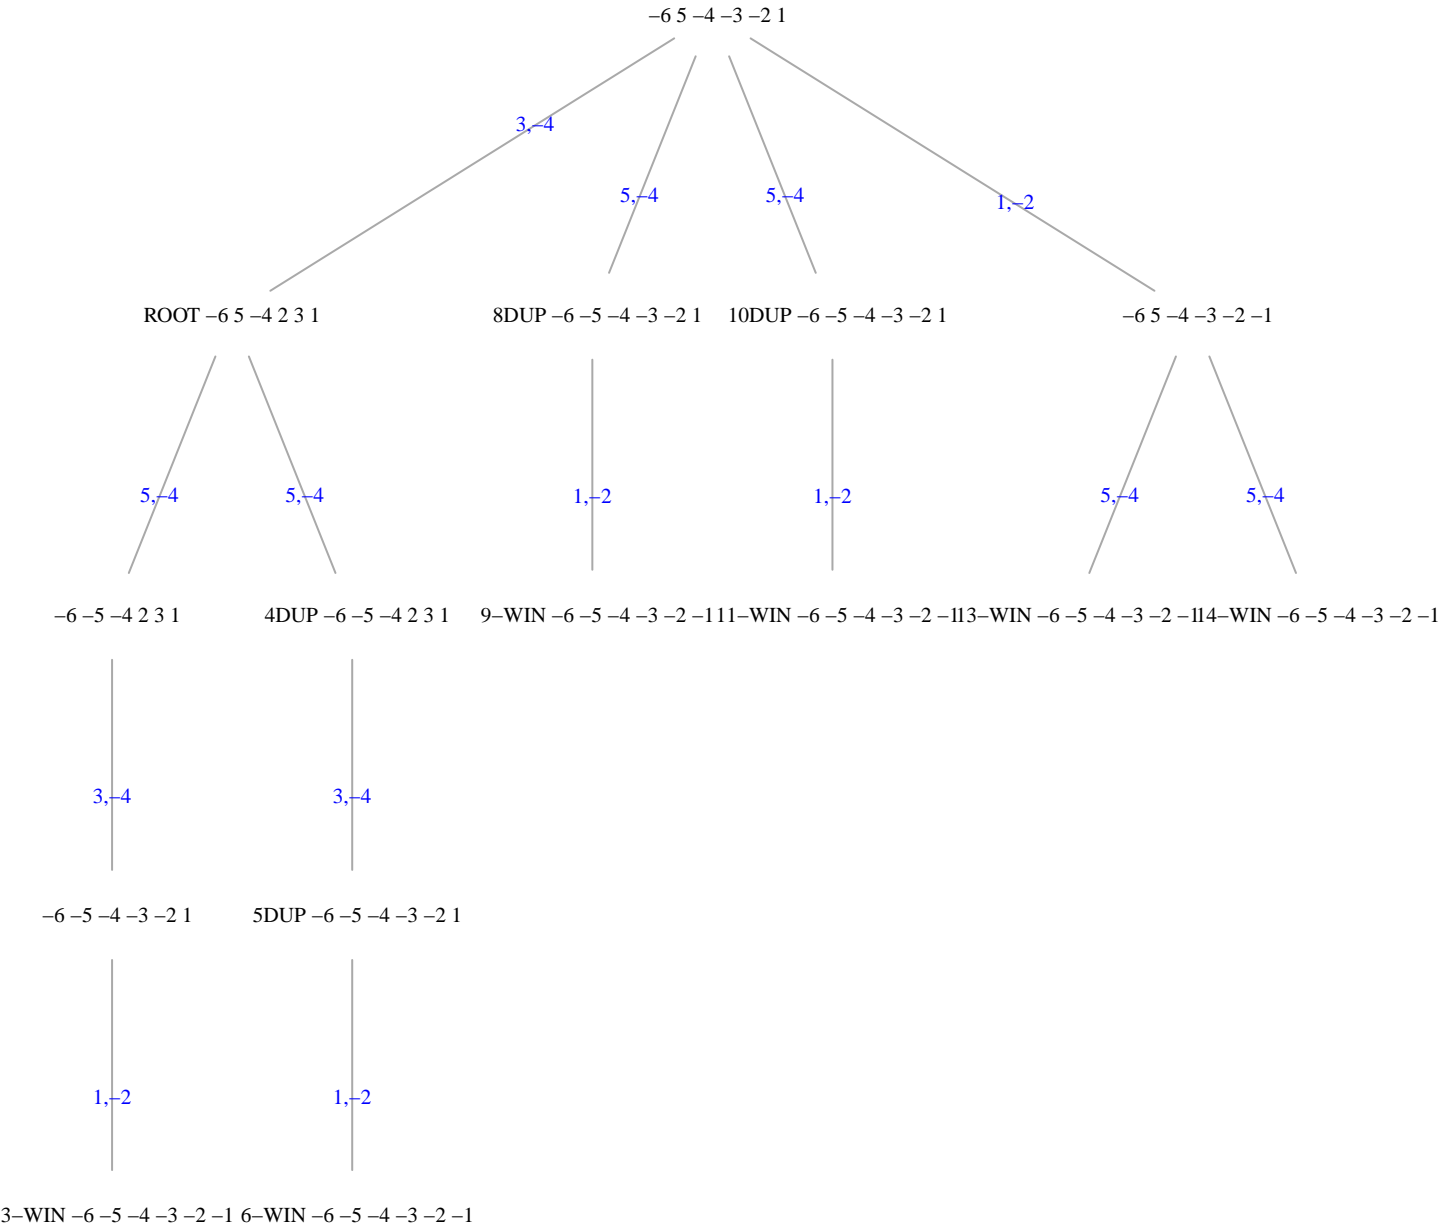 −6 5 −4 −3 −2 1
3,−4
5,−4
5,−4
1,−2
ROOT −6 5 −4 2 3 1
8DUP −6 −5 −4 −3 −2 1
10DUP −6 −5 −4 −3 −2 1
−6 5 −4 −3 −2 −1
5,−4
5,−4
1,−2
1,−2
5,−4
5,−4
−6 −5 −4 2 3 1
4DUP −6 −5 −4 2 3 1
9−WIN −6 −5 −4 −3 −2 −1
11−WIN −6 −5 −4 −3 −2 −1
13−WIN −6 −5 −4 −3 −2 −1
14−WIN −6 −5 −4 −3 −2 −1
3,−4
3,−4
−6 −5 −4 −3 −2 1
5DUP −6 −5 −4 −3 −2 1
1,−2
1,−2
3−WIN −6 −5 −4 −3 −2 −1
6−WIN −6 −5 −4 −3 −2 −1